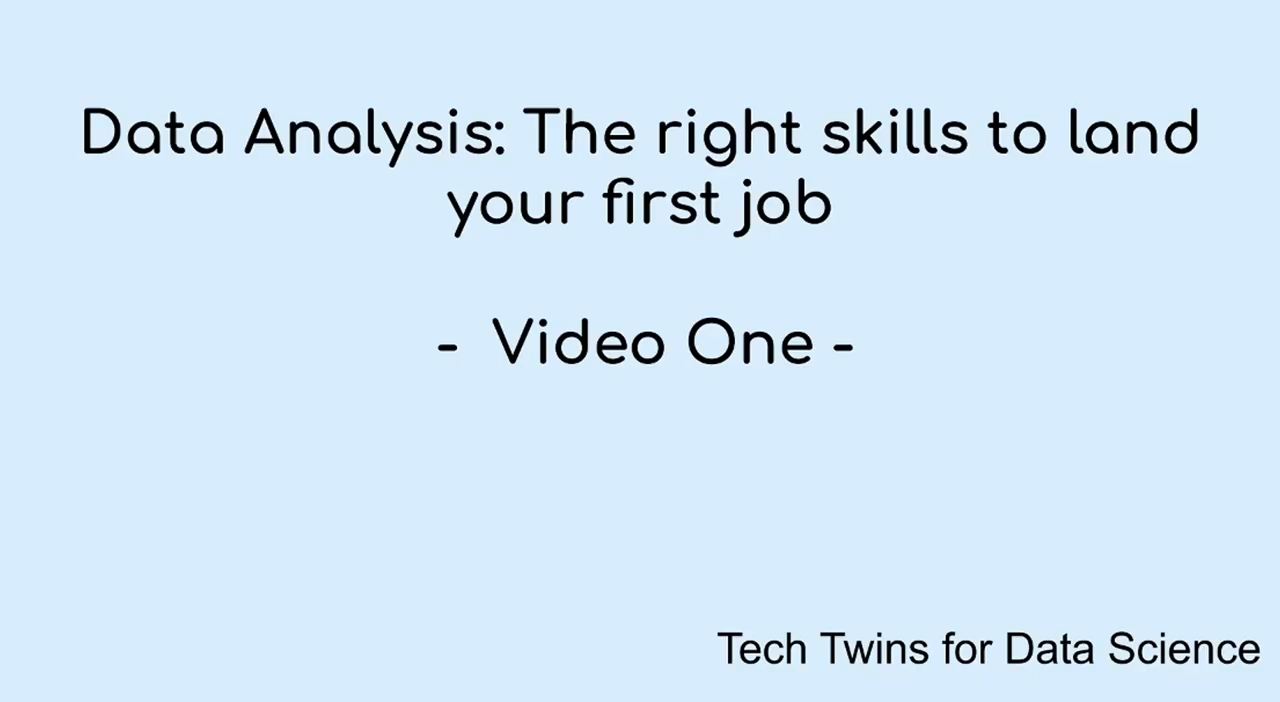 Data Analysis: The right skills to land
your first job
- Video One -
Tech Twins for Data Science